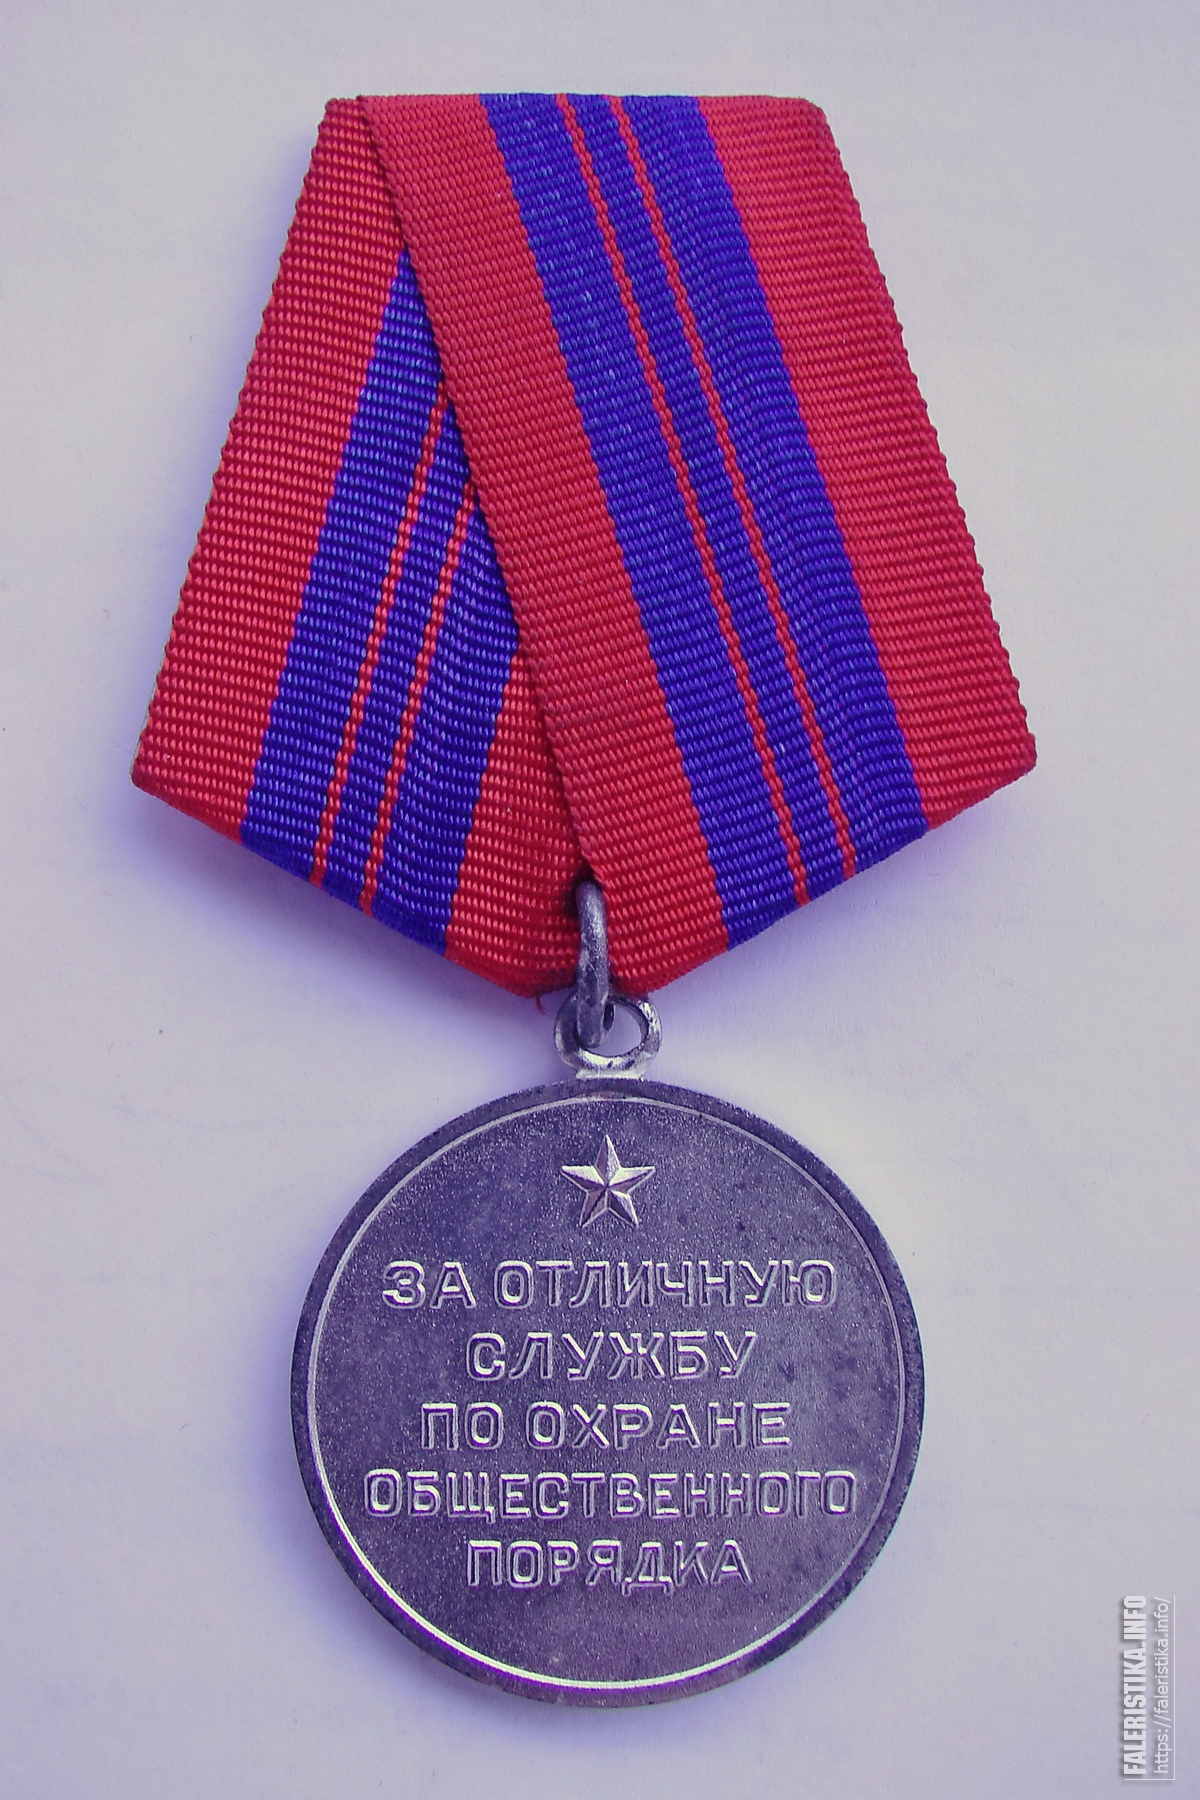 ЗА ОТЛИЧНУЮ
СЛУЖБУ
ПО ОХРАНЕ
ОБЩЕСТВЕННОГО
ПОРЯДКА
FALERISTIKA.INFO
https://faleristika.info/